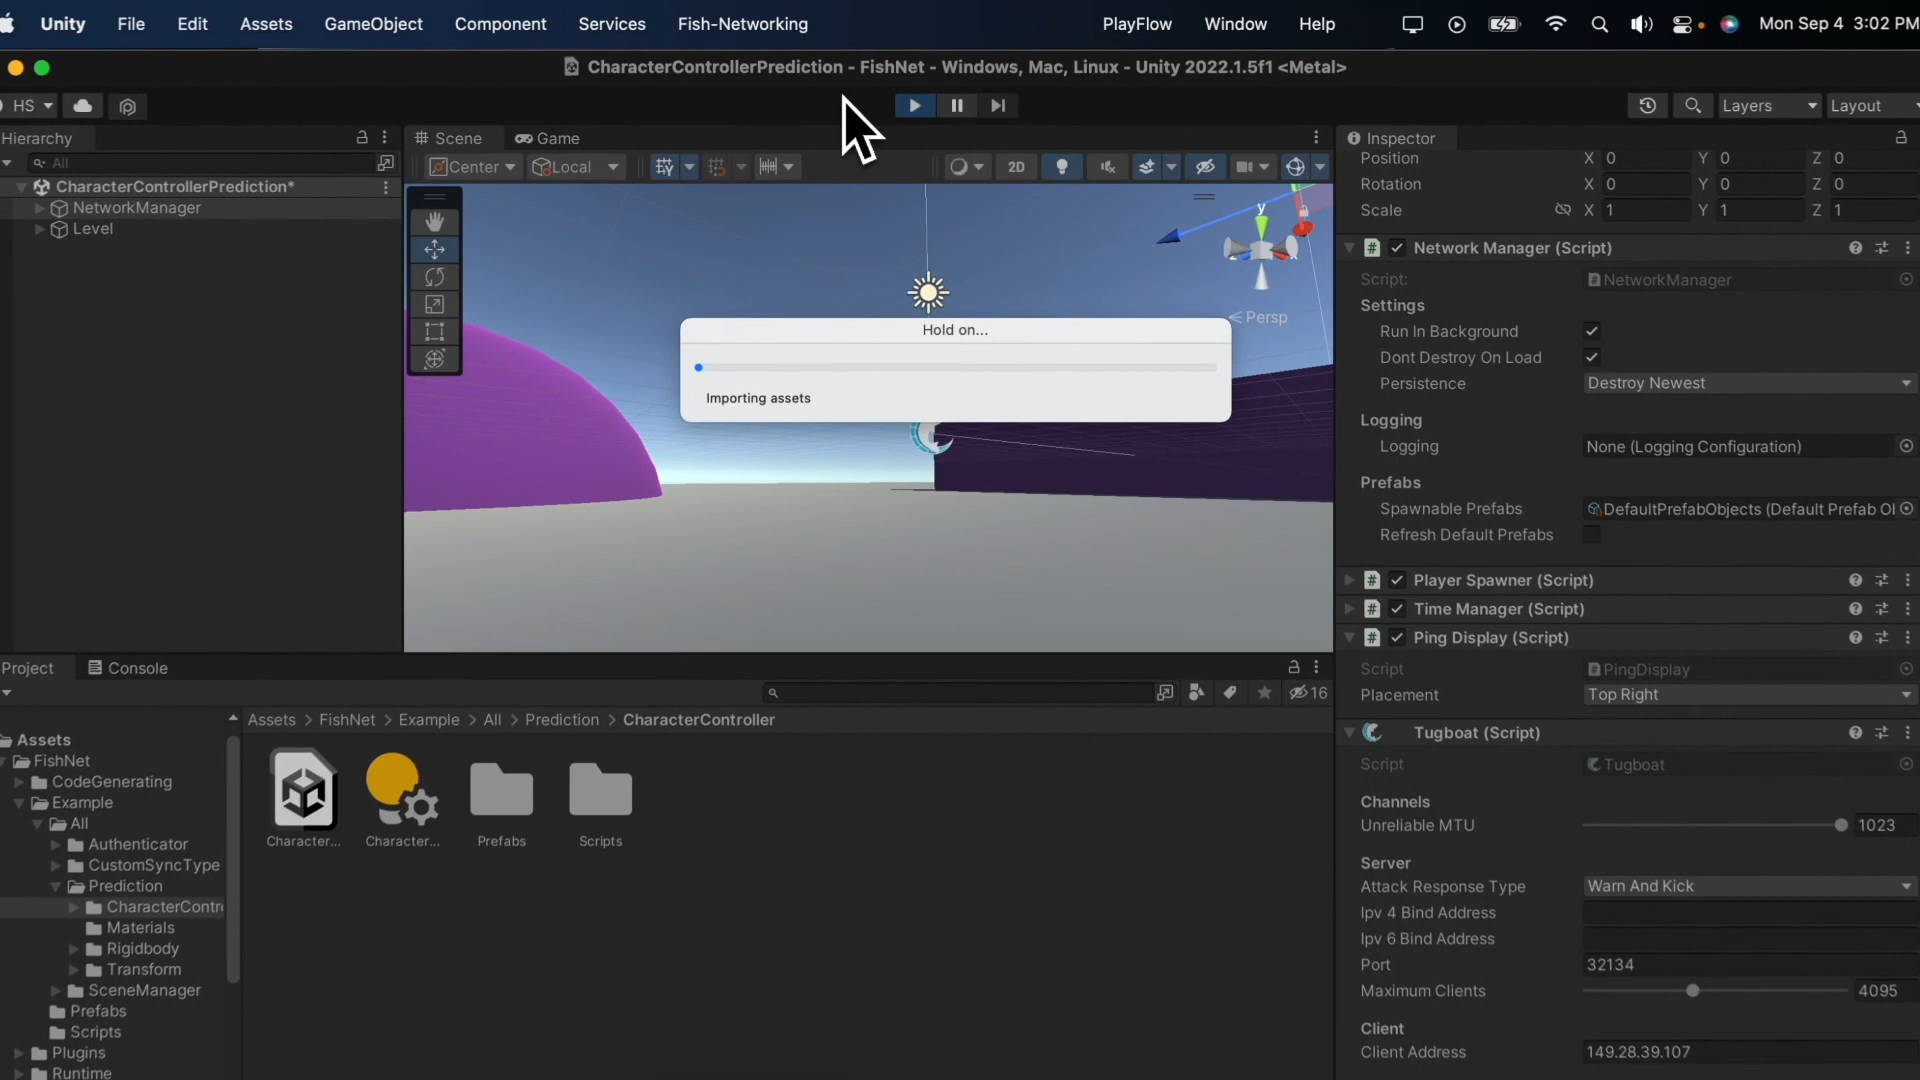 Unity File Edit Assets GameObject Component Services Fish-Networking PlayFlow Window Help Mon Sep 4 3:02 PM
CharacterControllerPrediction - FishNet - Windows, Mac, Linux - Unity 2022.1.5f1 <Metal>
HS Layers Layout
Hierarchy
All
CharacterControllerPrediction*
NetworkManager
Level
Scene Game
Center Local 2D
y
Persp
Hold on...
Importing assets
Inspector
Position X 0 Y 0 Z 0
Rotation X 0 Y 0 Z 0
Scale X 1 Y 1 Z 1
# Network Manager (Script)
Script: NetworkManager
Settings
Run In Background
Dont Destroy On Load
Persistence Destroy Newest
Logging
Logging None (Logging Configuration)
Prefabs
Spawnable Prefabs DefaultPrefabObjects (Default Prefab Ol
Refresh Default Prefabs
# Player Spawner (Script)
# Time Manager (Script)
# Ping Display (Script)
Script PingDisplay
Placement Top Right
Tugboat (Script)
Script Tugboat
Channels
Unreliable MTU 1023
Server
Attack Response Type Warn And Kick
Ipv 4 Bind Address
Ipv 6 Bind Address
Port 32134
Maximum Clients 4095
Client
Client Address 149.28.39.107
Project Console
16
Assets > FishNet > Example > All > Prediction > CharacterController
Character... Character... Prefabs Scripts
Assets
FishNet
CodeGenerating
Example
All
Authenticator
CustomSyncType
Prediction
CharacterContr
Materials
Rigidbody
Transform
SceneManager
Prefabs
Scripts
Plugins
Runtime